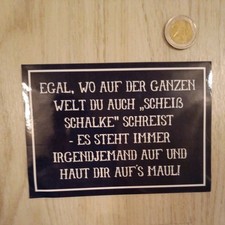 EGAL, WO AUF DER GANZEN
WELT DU AUCH „SCHEIß
SCHALKE" SCHREIST
- ES STEHT IMMER
IRGENDJEMAND AUF UND
HAUT DIR AUF'S MAUL!